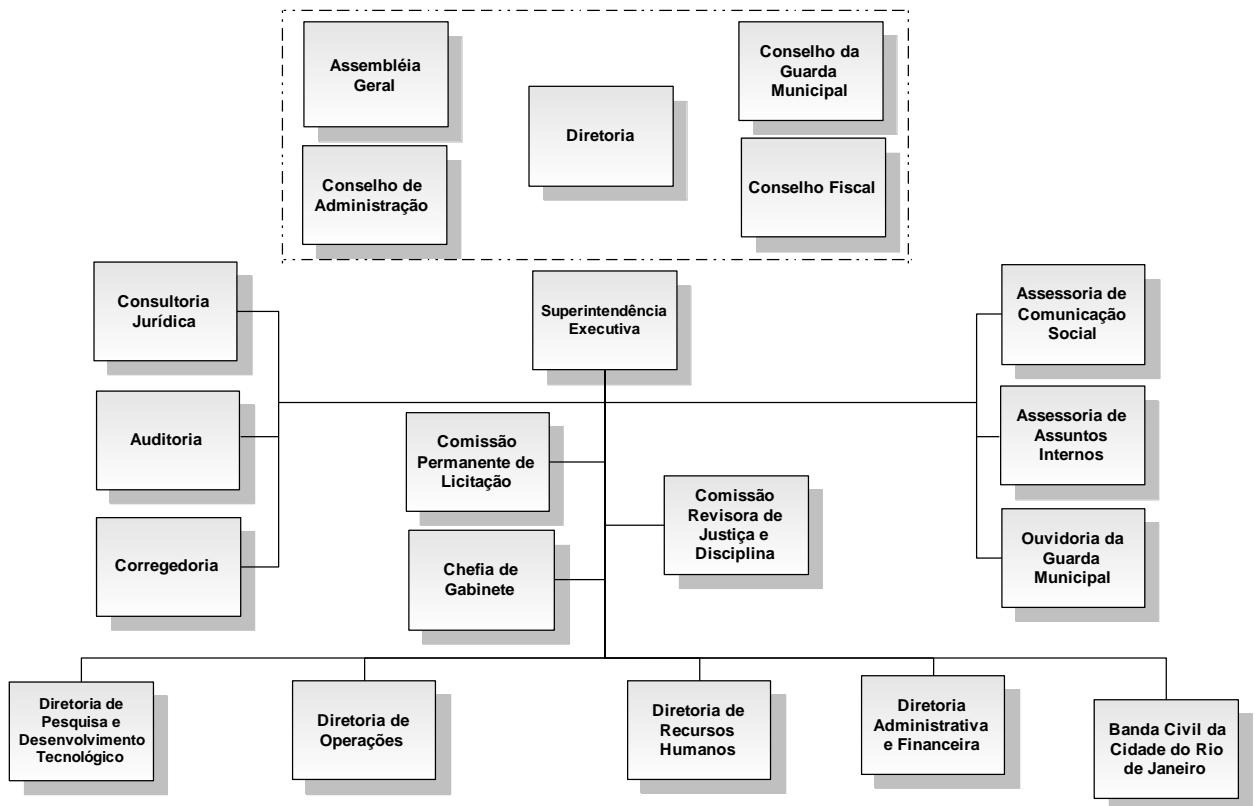 Assembléia
Geral
Conselho de
Administração
Diretoria
Conselho da
Guarda
Municipal
Conselho Fiscal
Superintendência
Executiva
Consultoria
Jurídica
Auditoria
Corregedoria
Comissão
Permanente de
Licitação
Chefia de
Gabinete
Comissão
Revisora de
Justiça e
Disciplina
Assessoria de
Comunicação
Social
Assessoria de
Assuntos
Internos
Ouvidoria da
Guarda
Municipal
Diretoria de
Pesquisa e
Desenvolvimento
Tecnológico
Diretoria de
Operações
Diretoria de
Recursos
Humanos
Diretoria
Administrativa
e Financeira
Banda Civil da
Cidade do Rio
de Janeiro